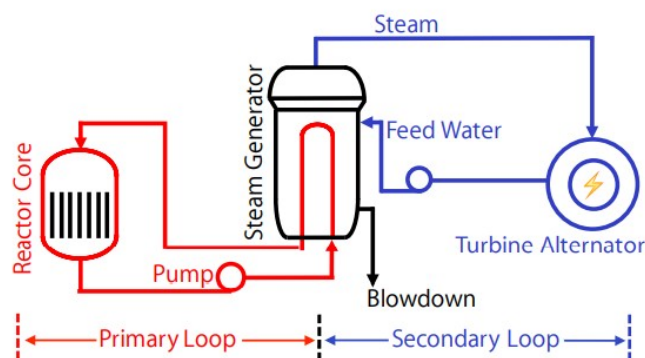 Steam
Steam Generator
Feed Water
Reactor Core
Turbine Alternator
Pump
Blowdown
Primary Loop
Secondary Loop